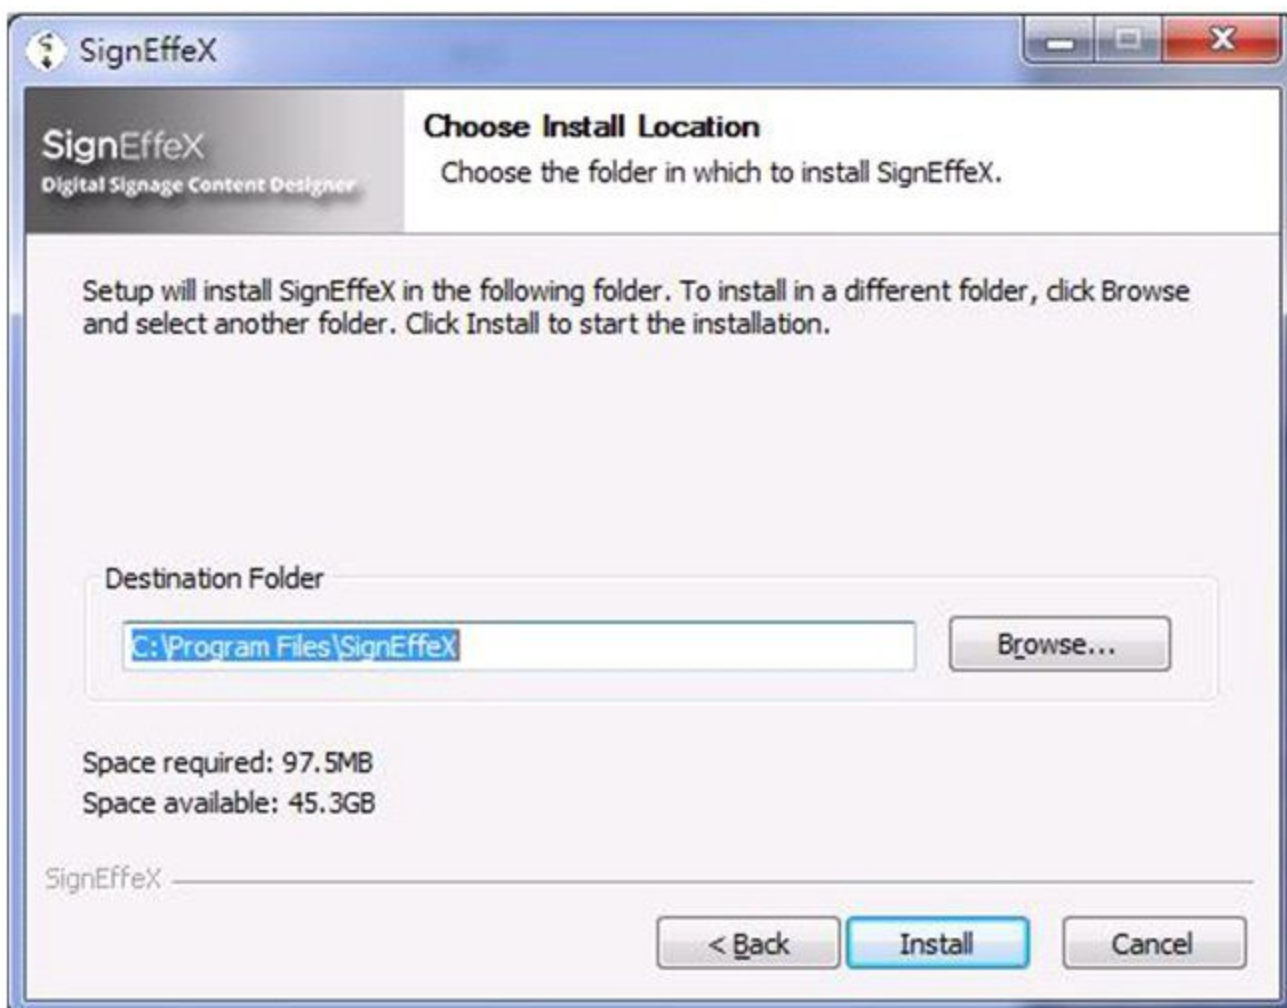 SignEffeX
SignEffeX
Digital Signage Content Designer
Choose Install Location
Choose the folder in which to install SignEffeX.
Setup will install SignEffeX in the following folder. To install in a different folder, click Browse
and select another folder. Click Install to start the installation.
Destination Folder
C:\Program Files\SignEffeX
Browse...
Space required: 97.5MB
Space available: 45.3GB
SignEffeX
< Back
Install
Cancel